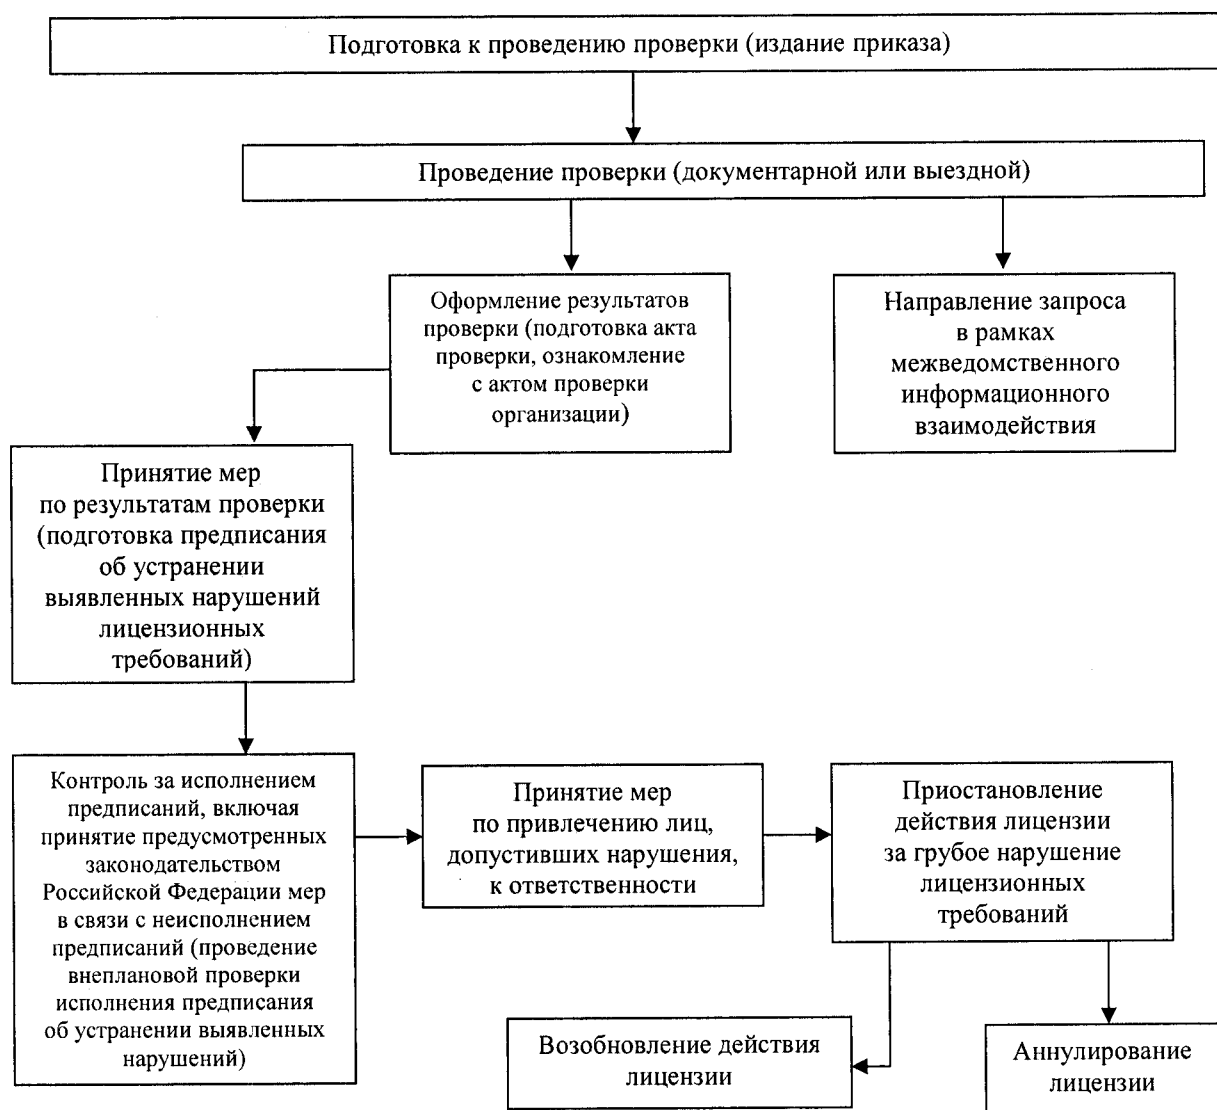 Подготовка к проведению проверки (издание приказа)
Проведение проверки (документарной или выездной)
Оформление результатов
проверки (подготовка акта
проверки, ознакомление
с актом проверки
организации)
Направление запроса
в рамках
межведомственного
информационного
взаимодействия
Принятие мер
по результатам проверки
(подготовка предписания
об устранении
выявленных нарушений
лицензионных
требований)
Контроль за исполнением
предписаний, включая
принятие предусмотренных
законодательством
Российской Федерации мер
в связи с неисполнением
предписаний (проведение
внеплановой проверки
исполнения предписания
об устранении выявленных
нарушений)
Принятие мер
по привлечению лиц,
допустивших нарушения,
к ответственности
Приостановление
действия лицензии
за грубое нарушение
лицензионных
требований
Возобновление действия
лицензии
Аннулирование
лицензии